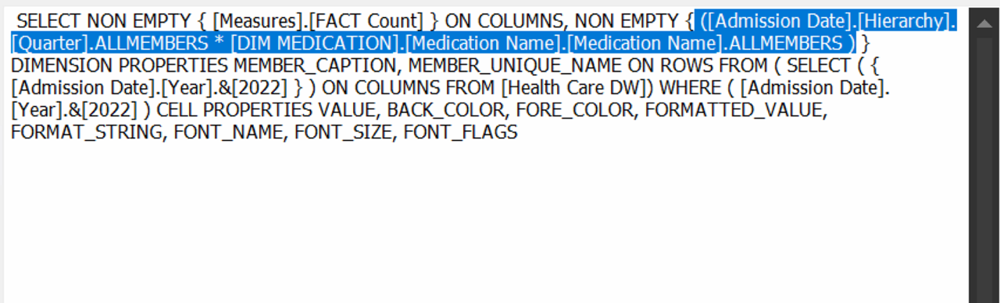 SELECT NON EMPTY { [Measures].[FACT Count] } ON COLUMNS, NON EMPTY { ([Admission Date].[Hierarchy].
[Quarter].ALLMEMBERS * [DIM MEDICATION].[Medication Name].[Medication Name].ALLMEMBERS ) }
DIMENSION PROPERTIES MEMBER_CAPTION, MEMBER_UNIQUE_NAME ON ROWS FROM ( SELECT ( {
[Admission Date].[Year].&[2022] } ) ON COLUMNS FROM [Health Care DW]) WHERE ( [Admission Date].
[Year].&[2022] ) CELL PROPERTIES VALUE, BACK_COLOR, FORE_COLOR, FORMATTED_VALUE,
FORMAT_STRING, FONT_NAME, FONT_SIZE, FONT_FLAGS